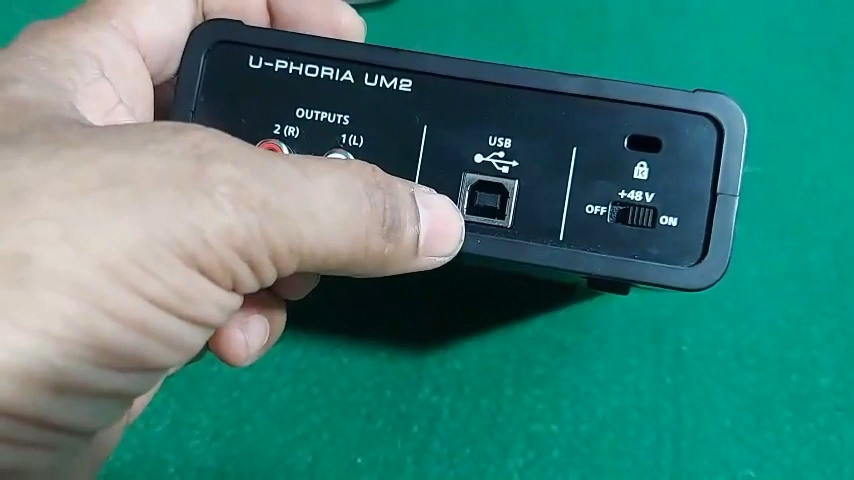 U-PHORIA UM2
OUTPUTS
2 (R)
1 (L)
USB
+48 V
OFF
ON